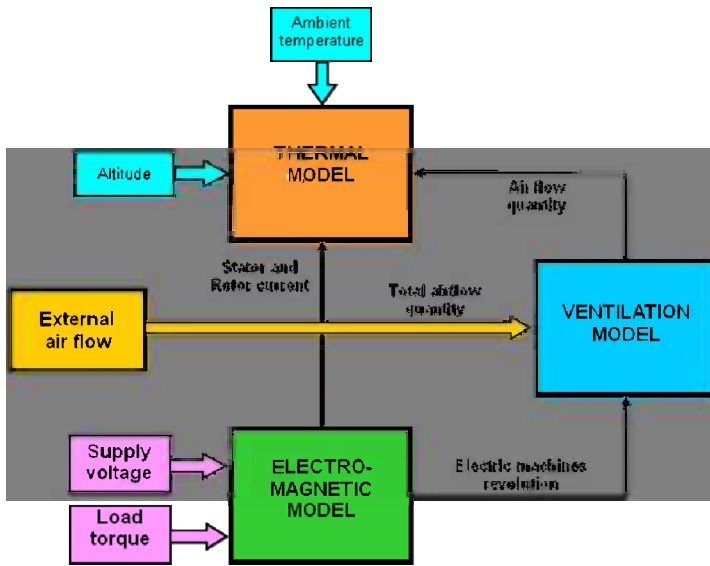 Ambient
temperature
THERMAL
MODEL
Altitude
Air flow
quantity
Stator and
Rotor current
Total airflow
quantity
External
air flow
VENTILATION
MODEL
Supply
voltage
ELECTRO-
MAGNETIC
MODEL
Electric machines
revolution
Load
torque